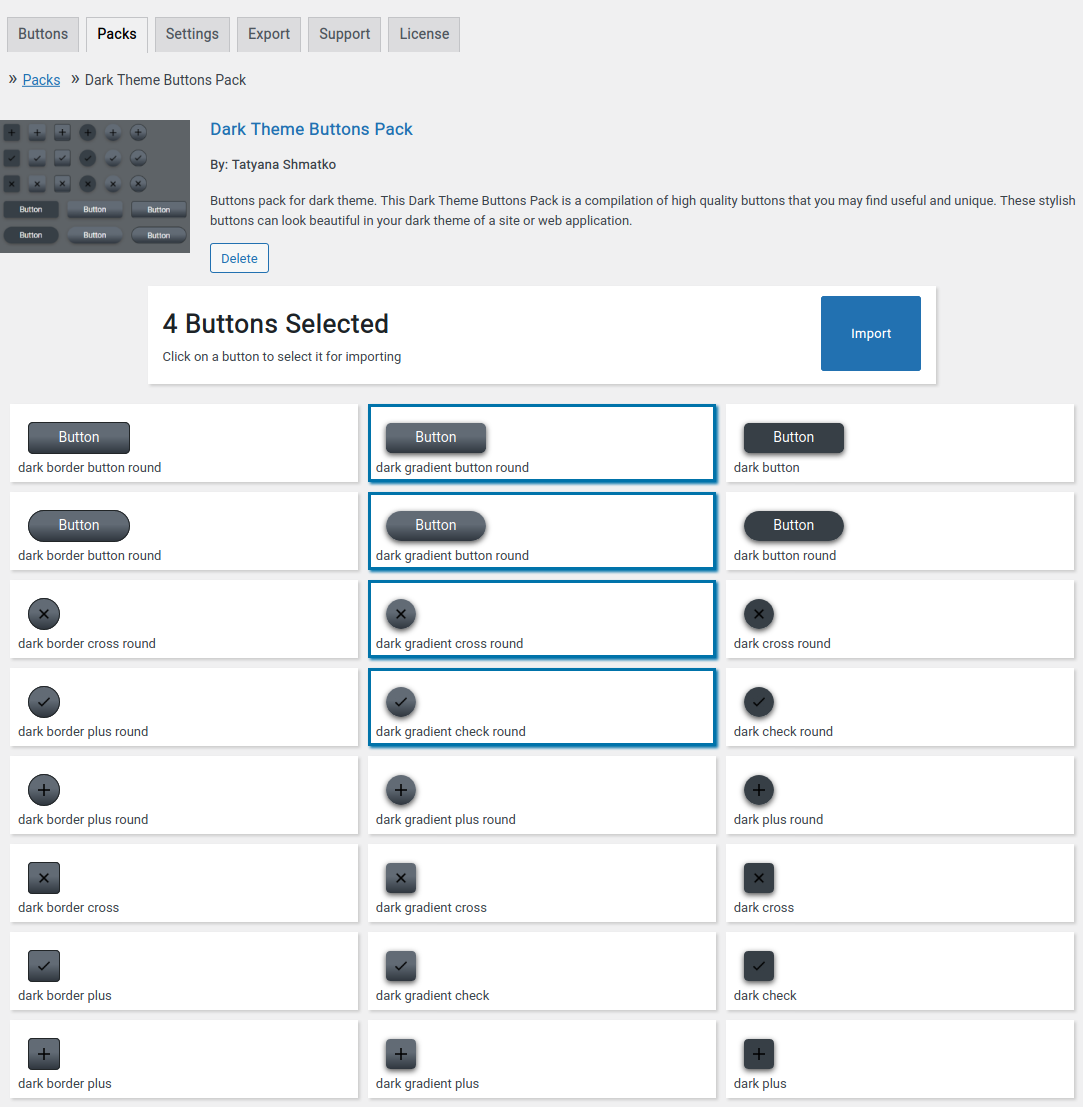 Buttons Packs Settings Export Support License
» Packs » Dark Theme Buttons Pack
Dark Theme Buttons Pack
By: Tatyana Shmatko
Buttons pack for dark theme. This Dark Theme Buttons Pack is a compilation of high quality buttons that you may find useful and unique. These stylish
buttons can look beautiful in your dark theme of a site or web application.
Button Button Button
Button Button Button
Delete
4 Buttons Selected
Click on a button to select it for importing
Import
Button Button Button
dark border button round dark gradient button round dark button
Button Button Button
dark border button round dark gradient button round dark button round
dark border cross round dark gradient cross round dark cross round
dark border plus round dark gradient check round dark check round
dark border plus round dark gradient plus round dark plus round
dark border cross dark gradient cross dark cross
dark border plus dark gradient check dark check
dark border plus dark gradient plus dark plus